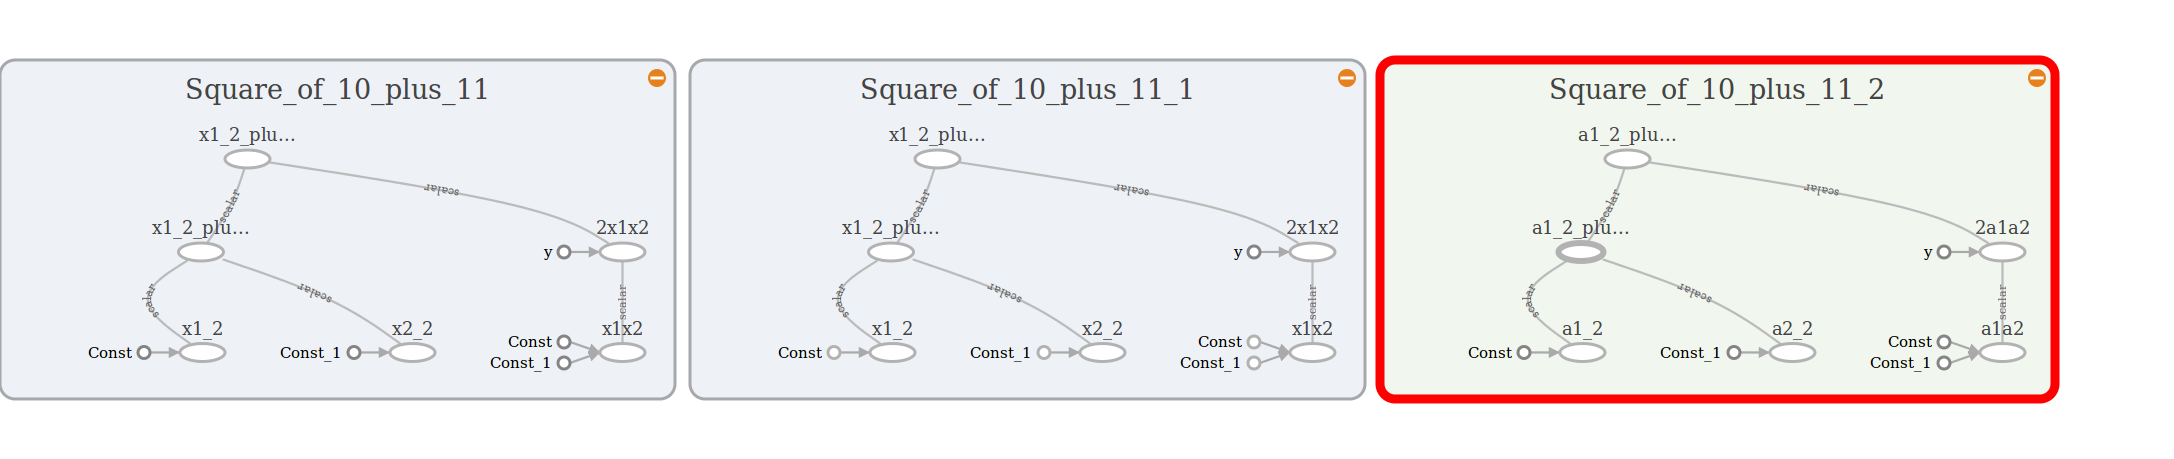 Square_of_10_plus_11
x1_2_plu...
scalar
scalar
x1_2_plu...
2x1x2
y
scalar
scalar
scalar
x1_2
x2_2
x1x2
Const
Const_1
Const
Const_1
Square_of_10_plus_11_1
x1_2_plu...
scalar
scalar
x1_2_plu...
2x1x2
y
scalar
scalar
scalar
x1_2
x2_2
x1x2
Const
Const_1
Const
Const_1
Square_of_10_plus_11_2
a1_2_plu...
scalar
scalar
a1_2_plu...
2a1a2
y
scalar
scalar
scalar
a1_2
a2_2
a1a2
Const
Const_1
Const
Const_1